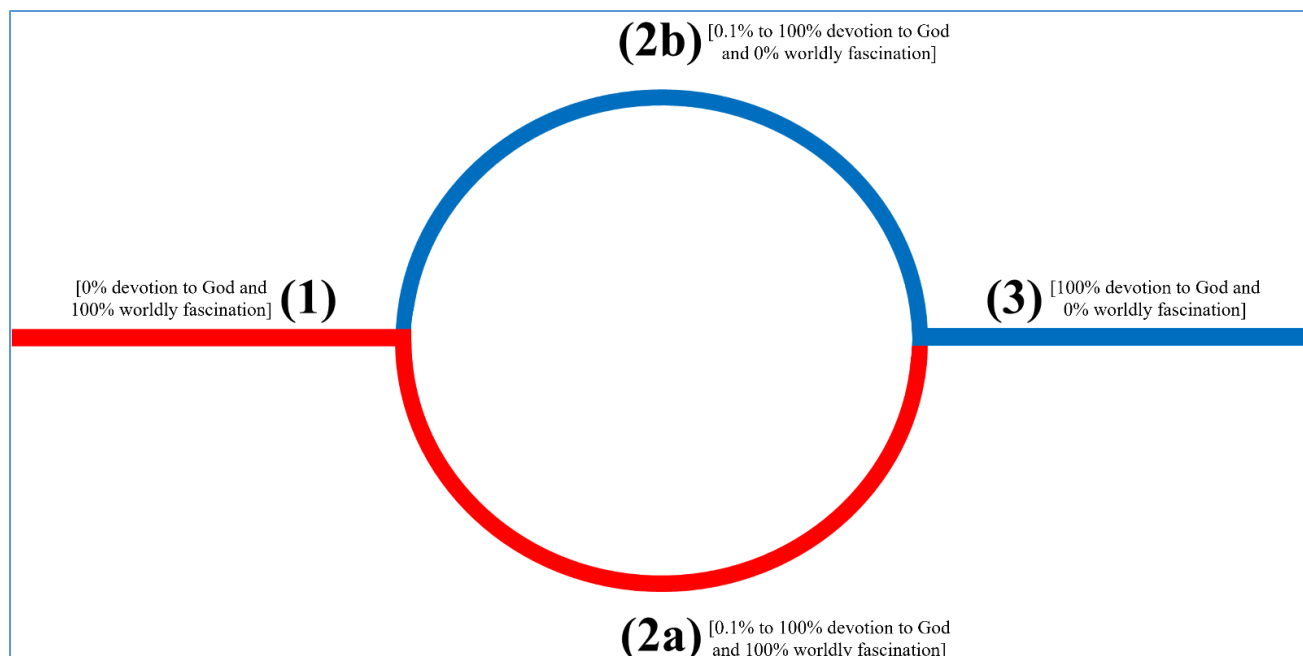 (2b) [0.1% to 100% devotion to God
and 0% worldly fascination]
[0% devotion to God and
100% worldly fascination] (1)
(3) [100% devotion to God and
0% worldly fascination]
(2a) [0.1% to 100% devotion to God
and 100% worldly fascination]